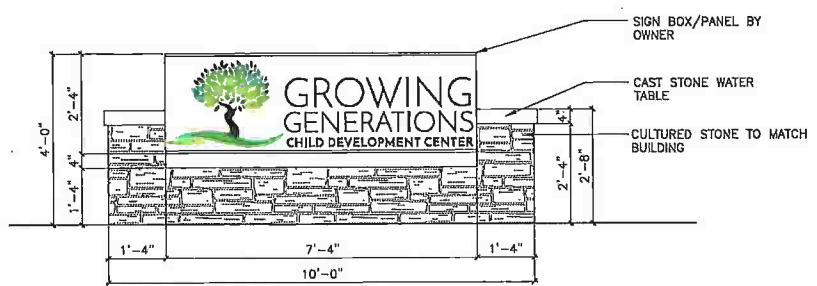 SIGN BOX/PANEL BY
OWNER
GROWING
GENERATIONS
CHILD DEVELOPMENT CENTER
CAST STONE WATER
TABLE
CULTURED STONE TO MATCH
BUILDING
4'-0"
2'-4"
4"
1'-4"
4"
2'-4"
2'-8"
1'-4"
7'-4"
1'-4"
10'-0"